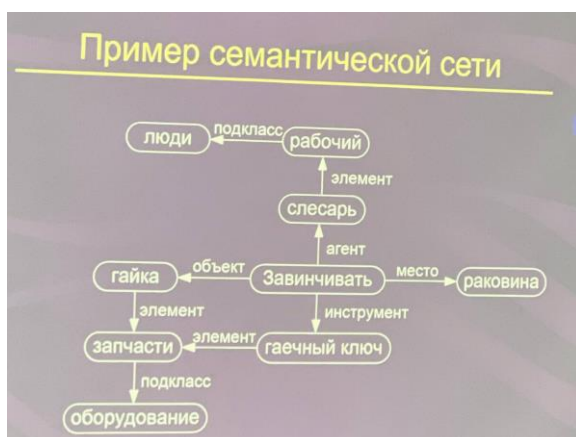 Пример семантической сети
люди
подкласс
рабочий
элемент
слесарь
агент
гайка
объект
Завинчивать
место
раковина
элемент
инструмент
запчасти
элемент
гаечный ключ
подкласс
оборудование